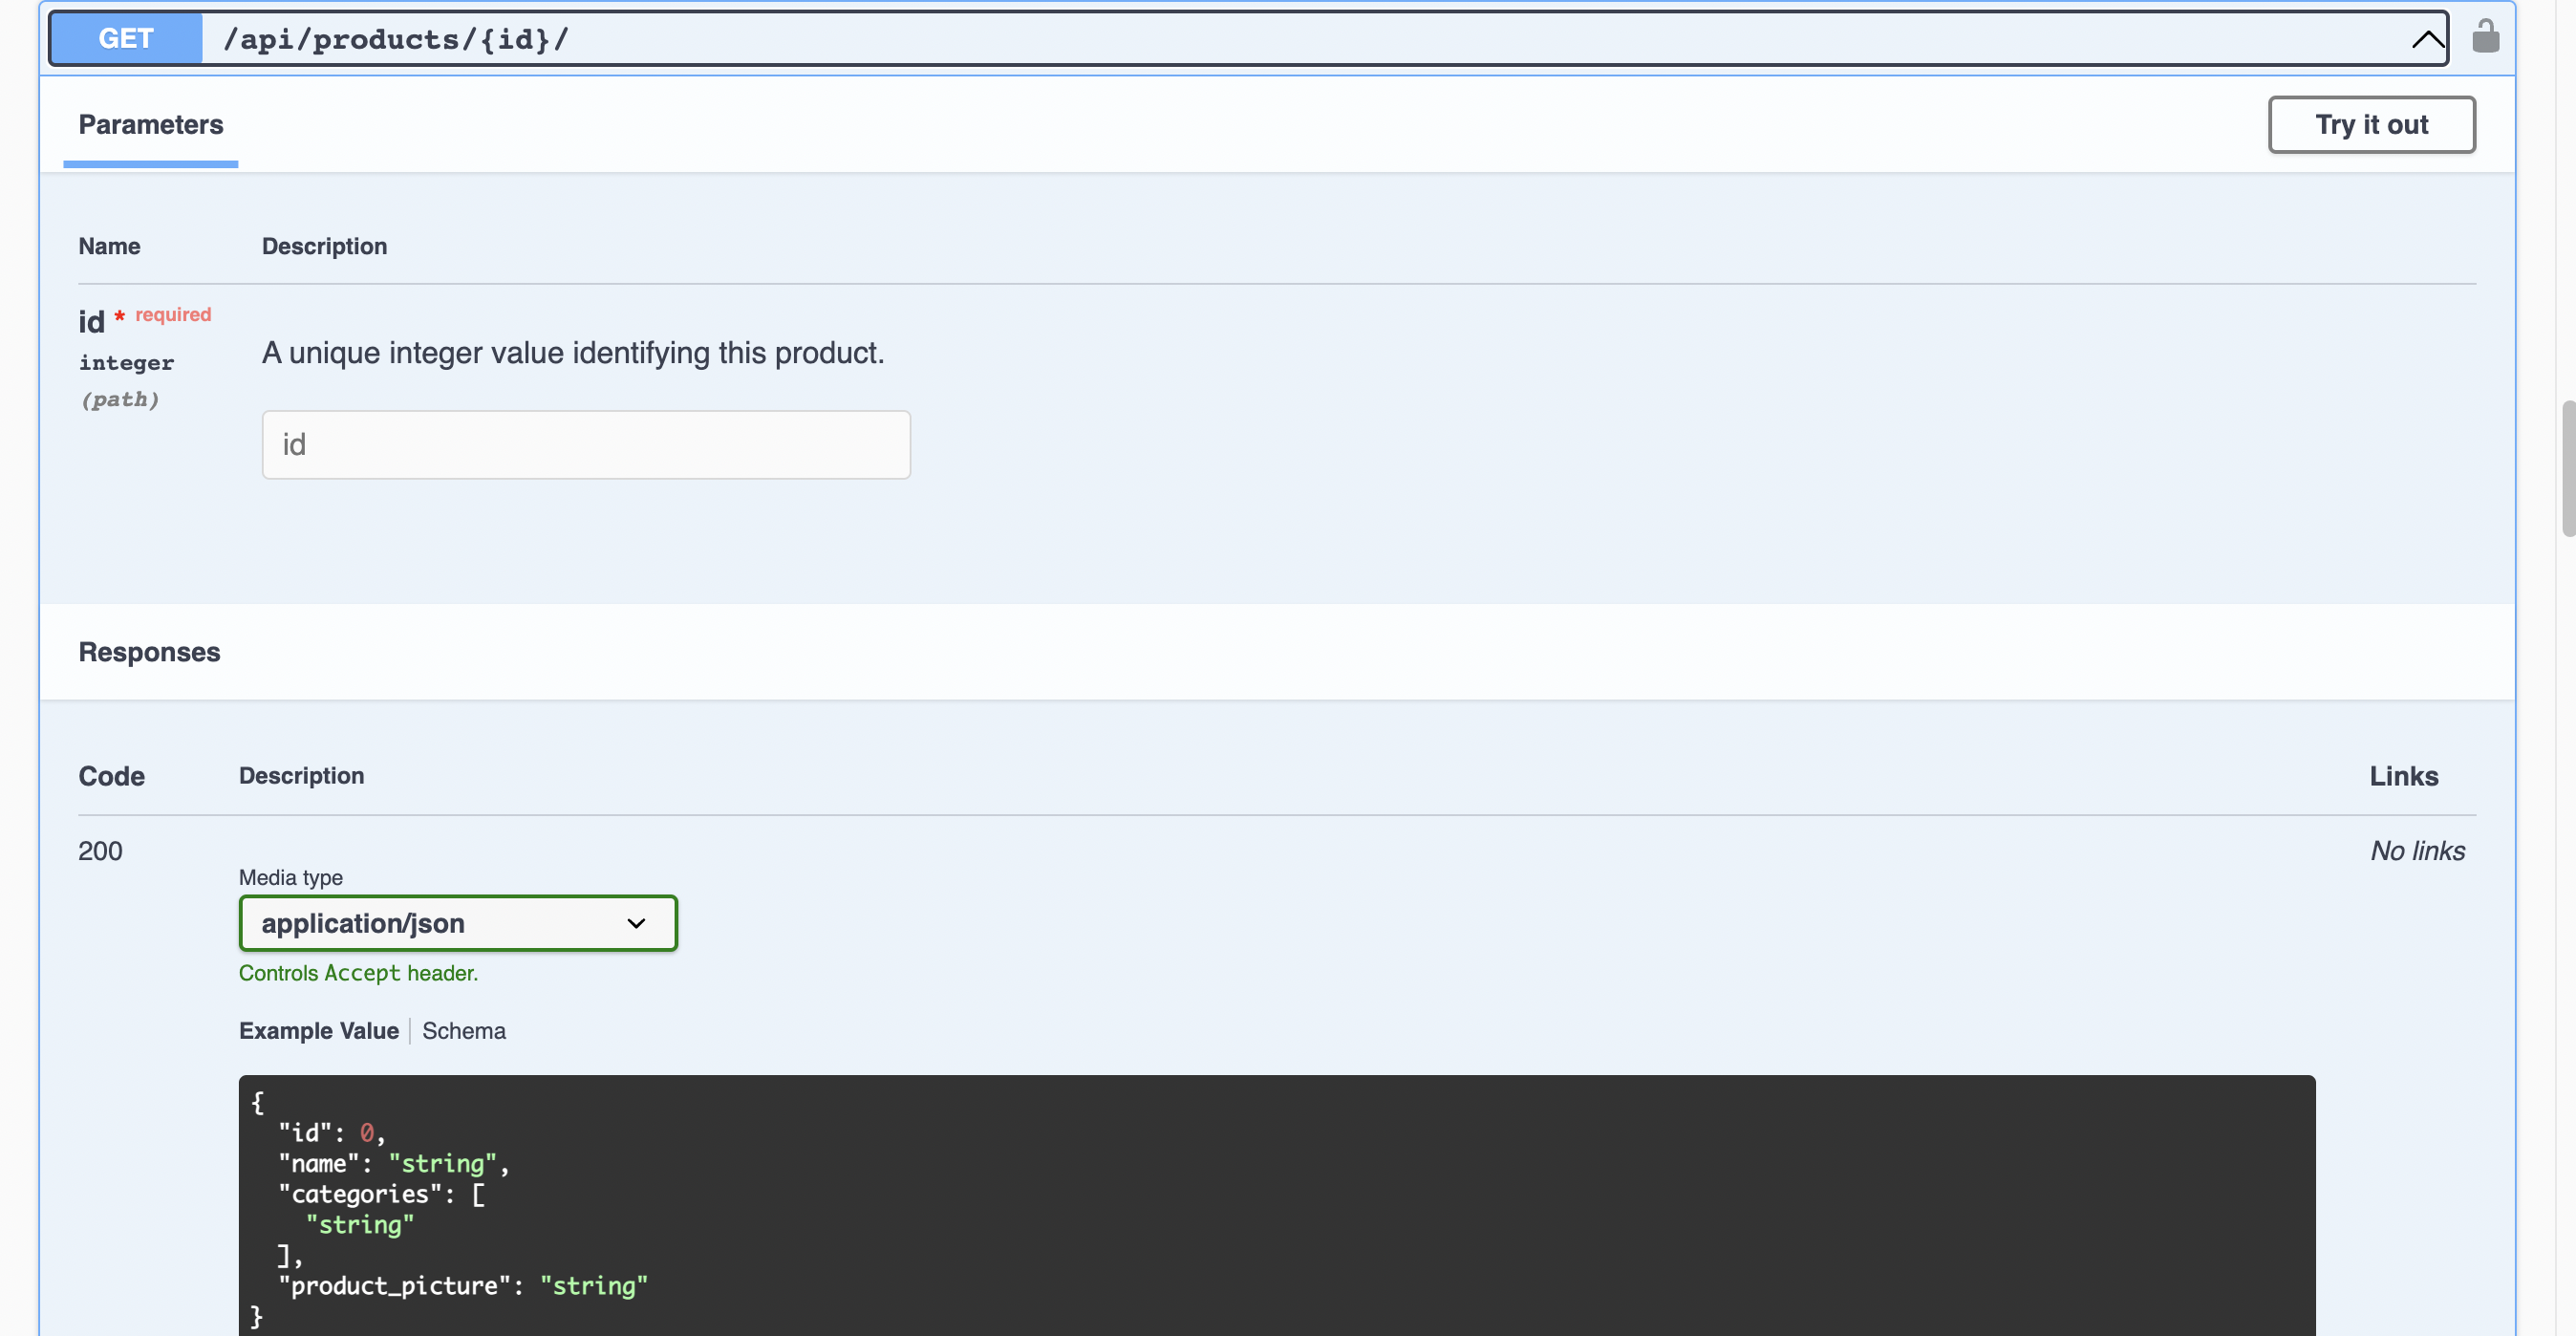 GET /api/products/{id}/
Parameters
Try it out
Name Description
id * required
integer
(path)
A unique integer value identifying this product.
id
Responses
Code Description Links
200
No links
Media type
application/json
Controls Accept header.
Example Value Schema
{
"id": 0,
"name": "string",
"categories": [
"string"
],
"product_picture": "string"
}